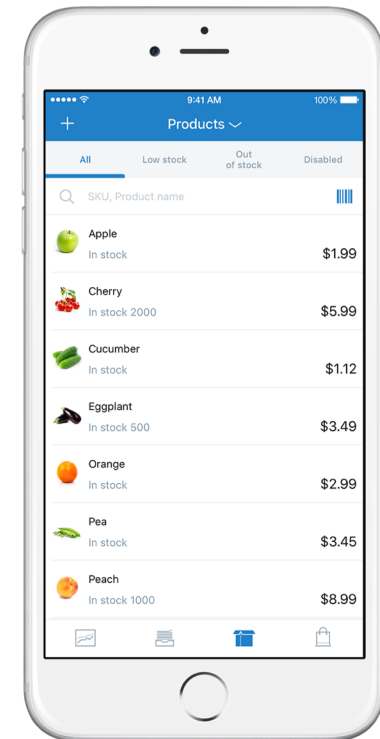 9:41 AM
100%
Products
All
Low stock
Out
of stock
Disabled
SKU, Product name
Apple
In stock
$1.99
Cherry
In stock 2000
$5.99
Cucumber
In stock
$1.12
Eggplant
In stock 500
$3.49
Orange
In stock
$2.99
Pea
In stock
$3.45
Peach
In stock 1000
$8.99